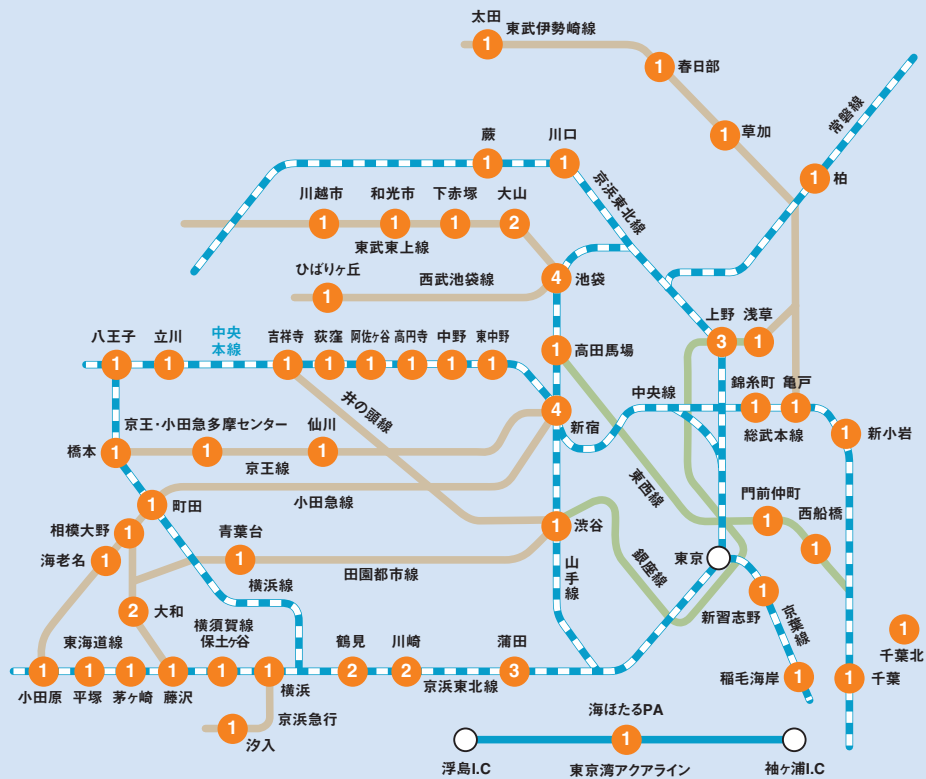 太田
1
東武伊勢崎線
1
春日部
1
草加
常磐線
1
柏
蕨
1
川口
1
京浜東北線
川越市
1
和光市
1
下赤塚
1
大山
2
東武東上線
ひばりヶ丘
1
西武池袋線
4
池袋
上野
3
浅草
1
八王子
1
立川
1
中央
本線
吉祥寺
1
荻窪
1
阿佐ヶ谷
1
高円寺
1
中野
1
東中野
1
1
高田馬場
井の頭線
中央線
錦糸町
1
亀戸
1
総武本線
1
新小岩
4
新宿
橋本
1
京王・小田急多摩センター
1
仙川
1
京王線
小田急線
1
町田
東西線
門前仲町
1
西船橋
1
相模大野
1
海老名
1
青葉台
1
田園都市線
横浜線
1
渋谷
山手線
銀座線
東京
1
新習志野
1
京葉線
2
大和
1
千葉北
東海道線
横須賀線
保土ヶ谷
1
小田原
1
平塚
1
茅ヶ崎
1
藤沢
1
1
横浜
鶴見
2
川崎
2
蒲田
3
京浜東北線
稲毛海岸
1
1
千葉
京浜急行
1
汐入
海ほたるPA
1
浮島I.C
東京湾アクアライン
袖ヶ浦I.C